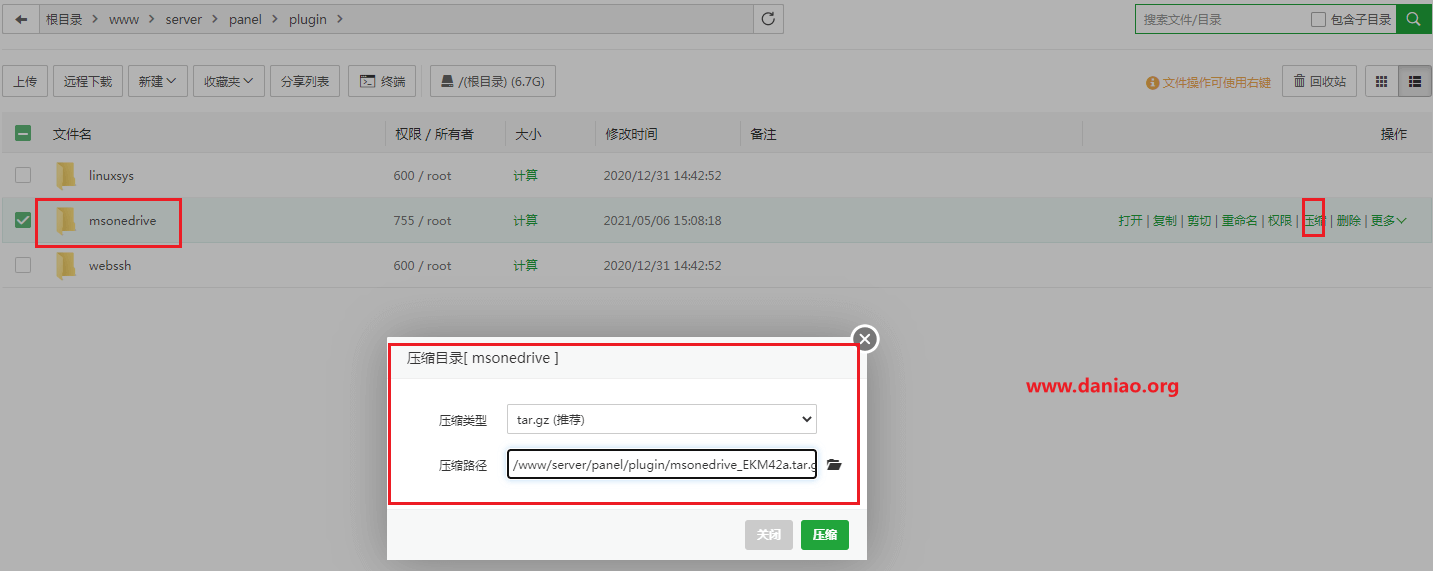 根目录 > www > server > panel > plugin >
搜索文件/目录 包含子目录
上传 远程下载 新建 收藏夹 分享列表 终端 /(根目录) (6.7G) 文件操作可使用右键 回收站
文件名 权限 / 所有者 大小 修改时间 备注 操作
linuxsys 600 / root 计算 2020/12/31 14:42:52
msonedrive 755 / root 计算 2021/05/06 15:08:18 打开 | 复制 | 剪切 | 重命名 | 权限 | 压缩 | 删除 | 更多
webssh 600 / root 计算 2020/12/31 14:42:52
压缩目录[ msonedrive ]
www.daniao.org
压缩类型 tar.gz (推荐)
压缩路径 /www/server/panel/plugin/msonedrive_EKM42a.tar.g
关闭 压缩